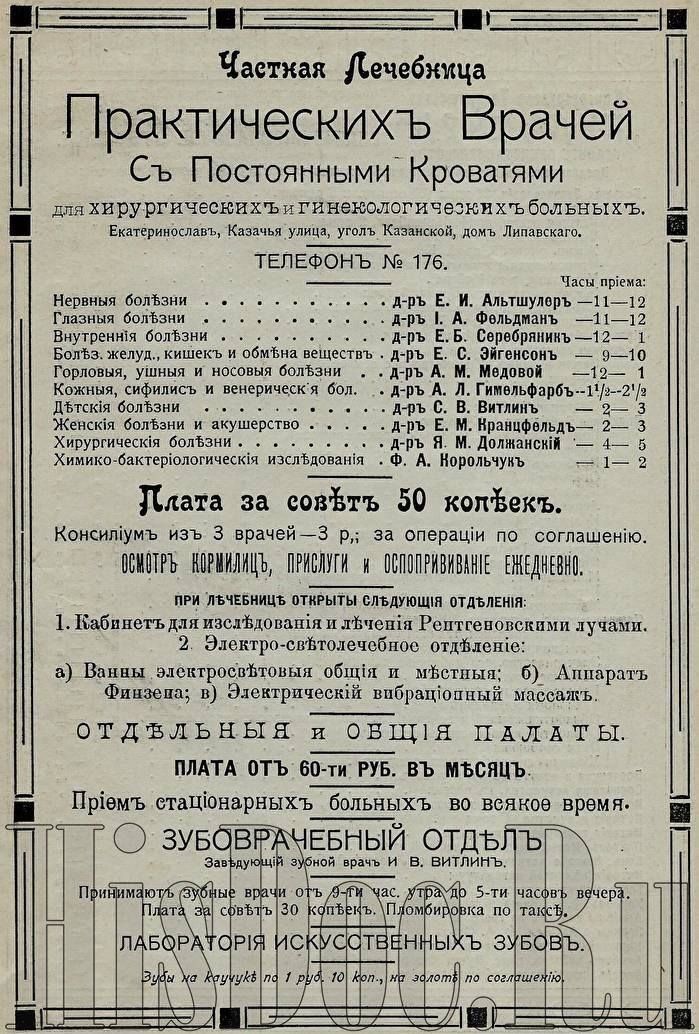 Частная Лечебница
Практическихъ Врачей
Съ Постоянными Кроватями
для хирургическихъ и гинекологическихъ больныхъ.
Екатеринославъ, Казачья улица, уголъ Казанской, домъ Липавскаго.
ТЕЛЕФОНЪ № 176.
Часы пріема:
Нервныя болѣзни . . . . . . . . . . . д-ръ Е. И. Альтшулеръ —11—12
Глазныя болѣзни . . . . . . . . . . . д-ръ І. А. Фельдманъ —11—12
Внутреннія болѣзни . . . . . . . . . . д-ръ Е. Б. Серебряникъ —12— 1
Болѣз. желуд., кишекъ и обмѣна веществъ . д-ръ Е. С. Эйгенсонъ — 9—10
Горловыя, ушныя и носовыя болѣзни . . д-ръ А. М. Медовой —12— 1
Кожныя, сифилисъ и венерическ я бол. . д-ръ А. Л. Гимельфарбъ--1½--2½
Дѣтскія болѣзни . . . . . . . . . . . д-ръ С. В. Витлинъ — 2— 3
Женскія болѣзни и акушерство . . . . . д-ръ Е. М. Кранцфельдъ— 2— 3
Хирургическія болѣзни . . . . . . . . д-ръ Я. М. Должанскій — 4— 5
Химико-бактеріологическія изслѣдованія . Ф. А. Корольчукъ — 1— 2
Плата за совѣтъ 50 копѣекъ.
Консиліумъ изъ 3 врачей—3 р,; за операціи по соглашенію.
ОСМОТРЪ КОРМИЛИЦЪ, ПРИСЛУГИ и ОСПОПРИВИВАНІЕ ЕЖЕДНЕВНО.
ПРИ ЛѢЧЕБНИЦѢ ОТКРЫТЫ СЛѢДУЮЩІЯ ОТДѢЛЕНІЯ:
1. Кабинетъ для изслѣдованія и лѣченія Рентгеновскими лучами.
2. Электро-свѣтолечебное отдѣленіе:
а) Ванны электросвѣтовыя общія и мѣстныя; б) Аппаратъ
Финзена; в) Электрическій вибраціонный массажъ.
ОТДѢЛЬНЫЯ и ОБЩІЯ ПАЛАТЫ.
ПЛАТА ОТЪ 60-ти РУБ. ВЪ МѢСЯЦЪ.
Пріемъ стаціонарныхъ больныхъ во всякое время.
ЗУБОВРАЧЕБНЫЙ ОТДѢЛЪ
Завѣдующій зубной врачъ И В. ВИТЛИНЪ.
Принимаютъ зубные врачи отъ 9-ти час. утра до 5-ти часовъ вечера.
Плата за совѣтъ 30 копѣекъ. Пломбировка по таксѣ.
ЛАБОРАТОРІЯ ИСКУССТВЕННЫХЪ ЗУБОВЪ.
Зубы на каучукѣ по 1 руб. 10 коп., на золотѣ по соглашенію.
HisDoc.Ru